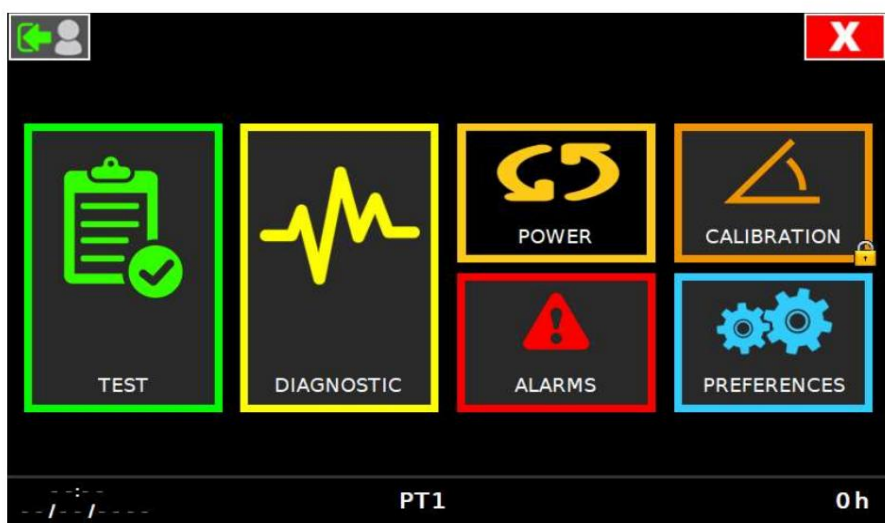 X
POWER
CALIBRATION
TEST
DIAGNOSTIC
ALARMS
PREFERENCES
--:--
--/--/----
PT1
0 h